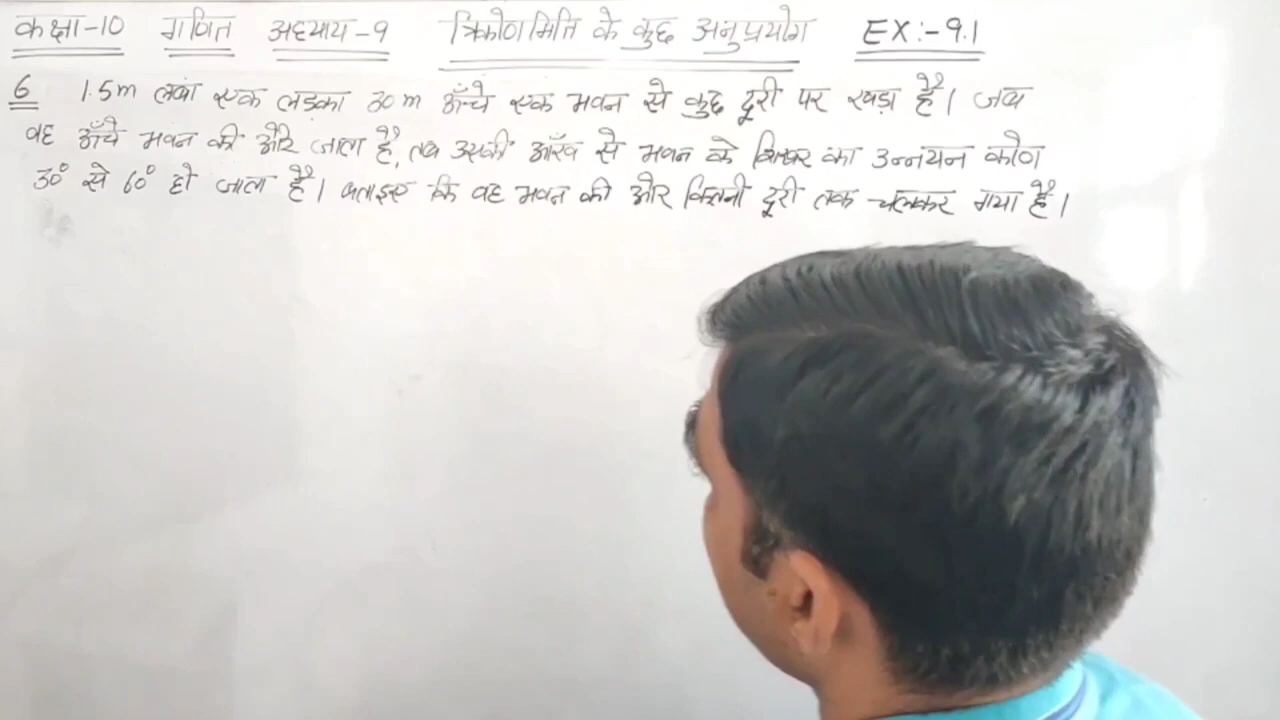 कक्षा-10 गणित अध्याय-9 त्रिकोणमिति के कुछ अनुप्रयोग EX:-9.1
6 1.5m लंबा एक लड़का 30m ऊँचे एक भवन से कुछ दूरी पर खड़ा है। जब
वह ऊँचे भवन की ओर जाता है, तब उसकी आँख से भवन के शिखर का उन्नयन कोण
30° से 60° हो जाता है। बताइए कि वह भवन की ओर कितनी दूरी तक चलकर गया है।